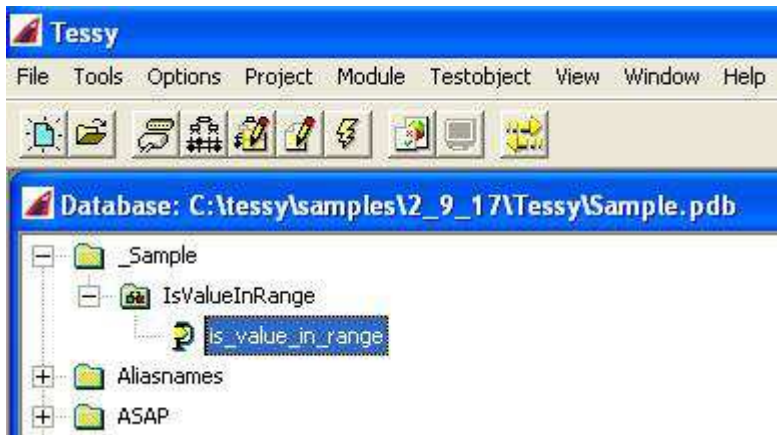 Tessy
File Tools Options Project Module Testobject View Window Help
Database: C:\tessy\samples\2_9_17\Tessy\Sample.pdb
_Sample
IsValueInRange
is_value_in_range
Aliasnames
ASAP